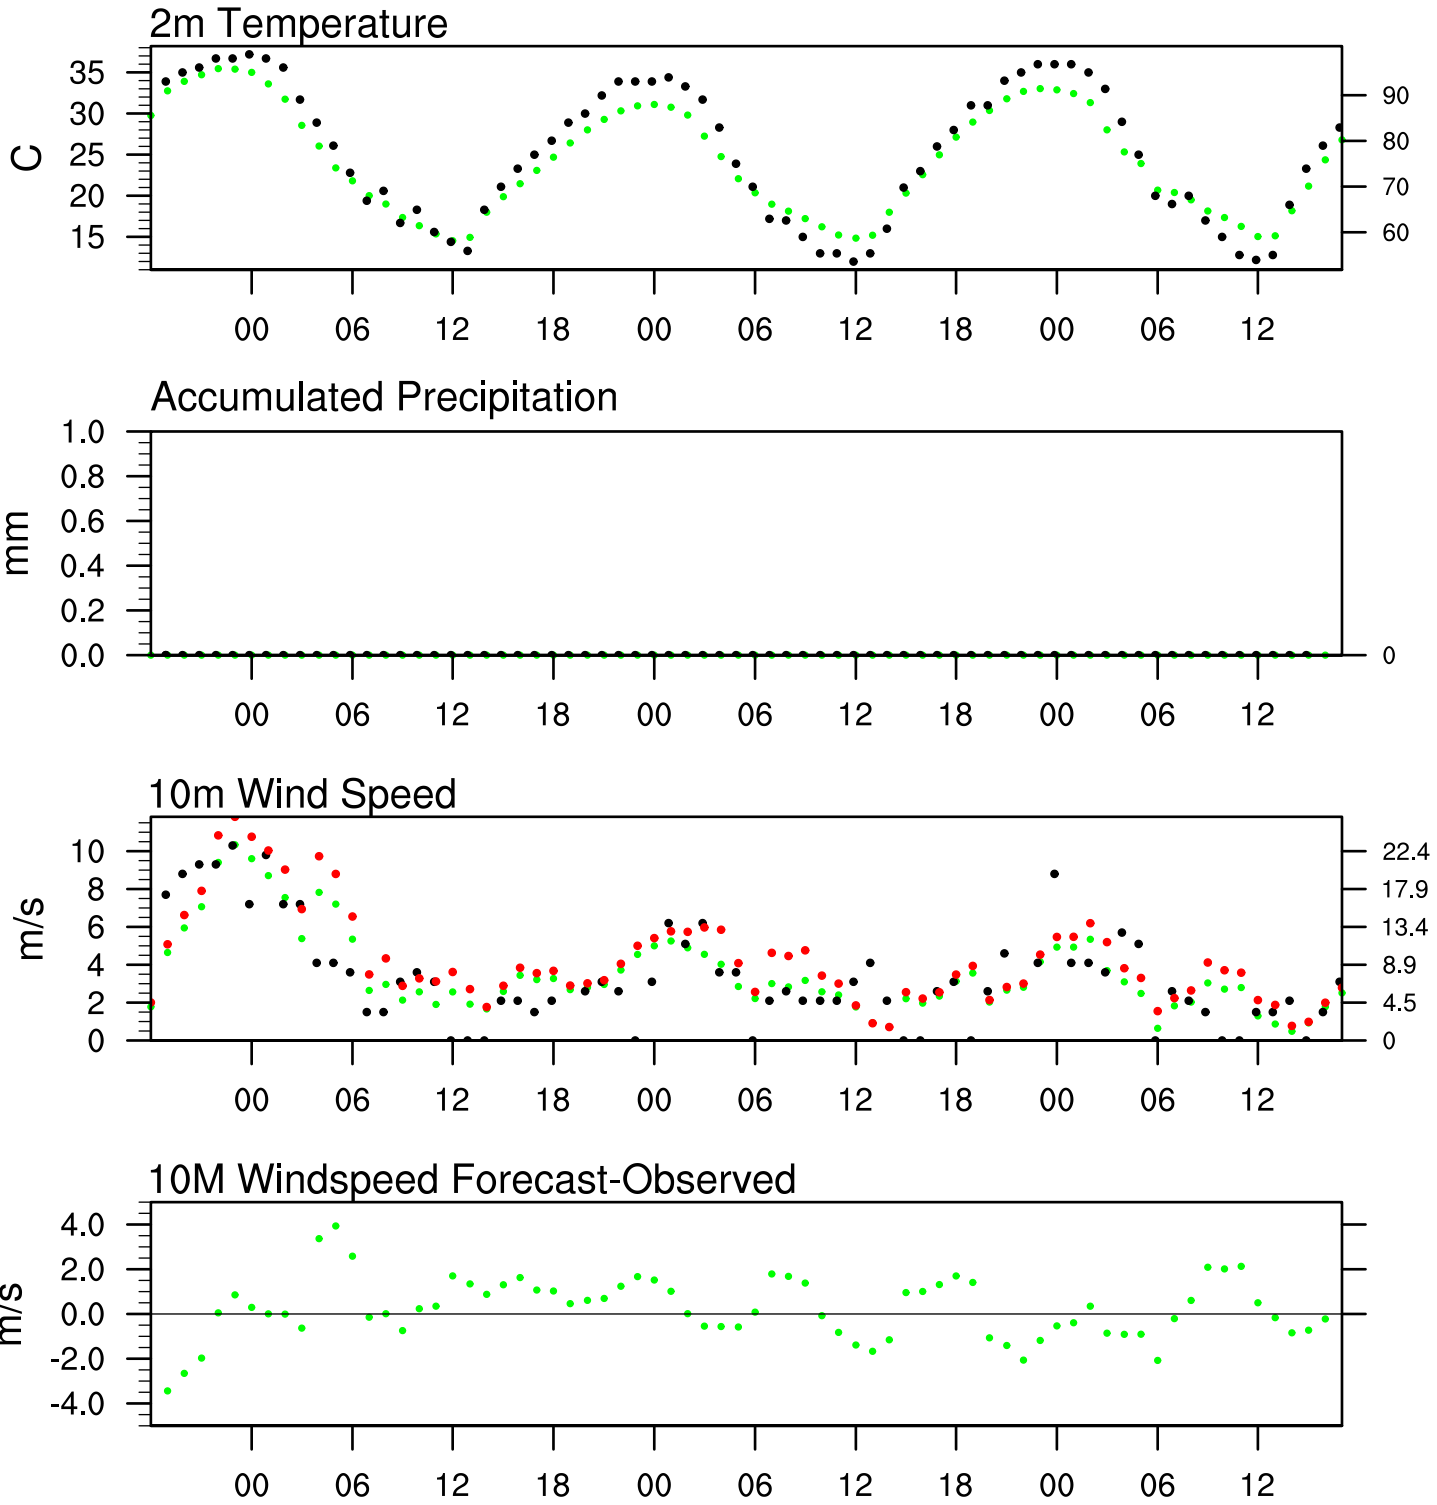 2m Temperature
35
30
25
20
15
C
90
80
70
60
00 06 12 18 00 06 12 18 00 06 12
Accumulated Precipitation
1.0
0.8
0.6
0.4
0.2
0.0
mm
0
00 06 12 18 00 06 12 18 00 06 12
10m Wind Speed
10
8
6
4
2
0
m/s
22.4
17.9
13.4
8.9
4.5
0
00 06 12 18 00 06 12 18 00 06 12
10M Windspeed Forecast-Observed
4.0
2.0
0.0
-2.0
-4.0
m/s
00 06 12 18 00 06 12 18 00 06 12